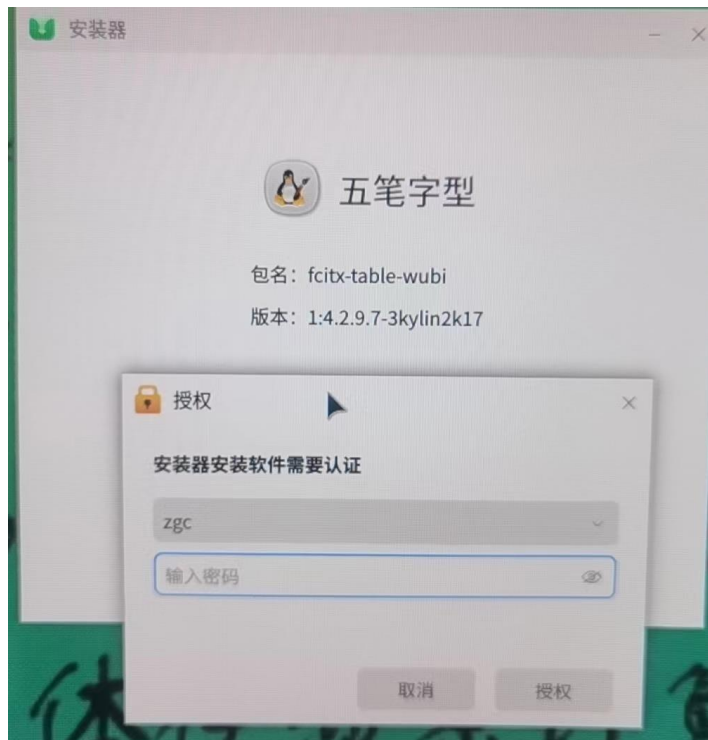 安装器
五笔字型
包名：fcitx-table-wubi
版本：1:4.2.9.7-3kylin2k17
授权
安装器安装软件需要认证
zgc
输入密码
取消 授权